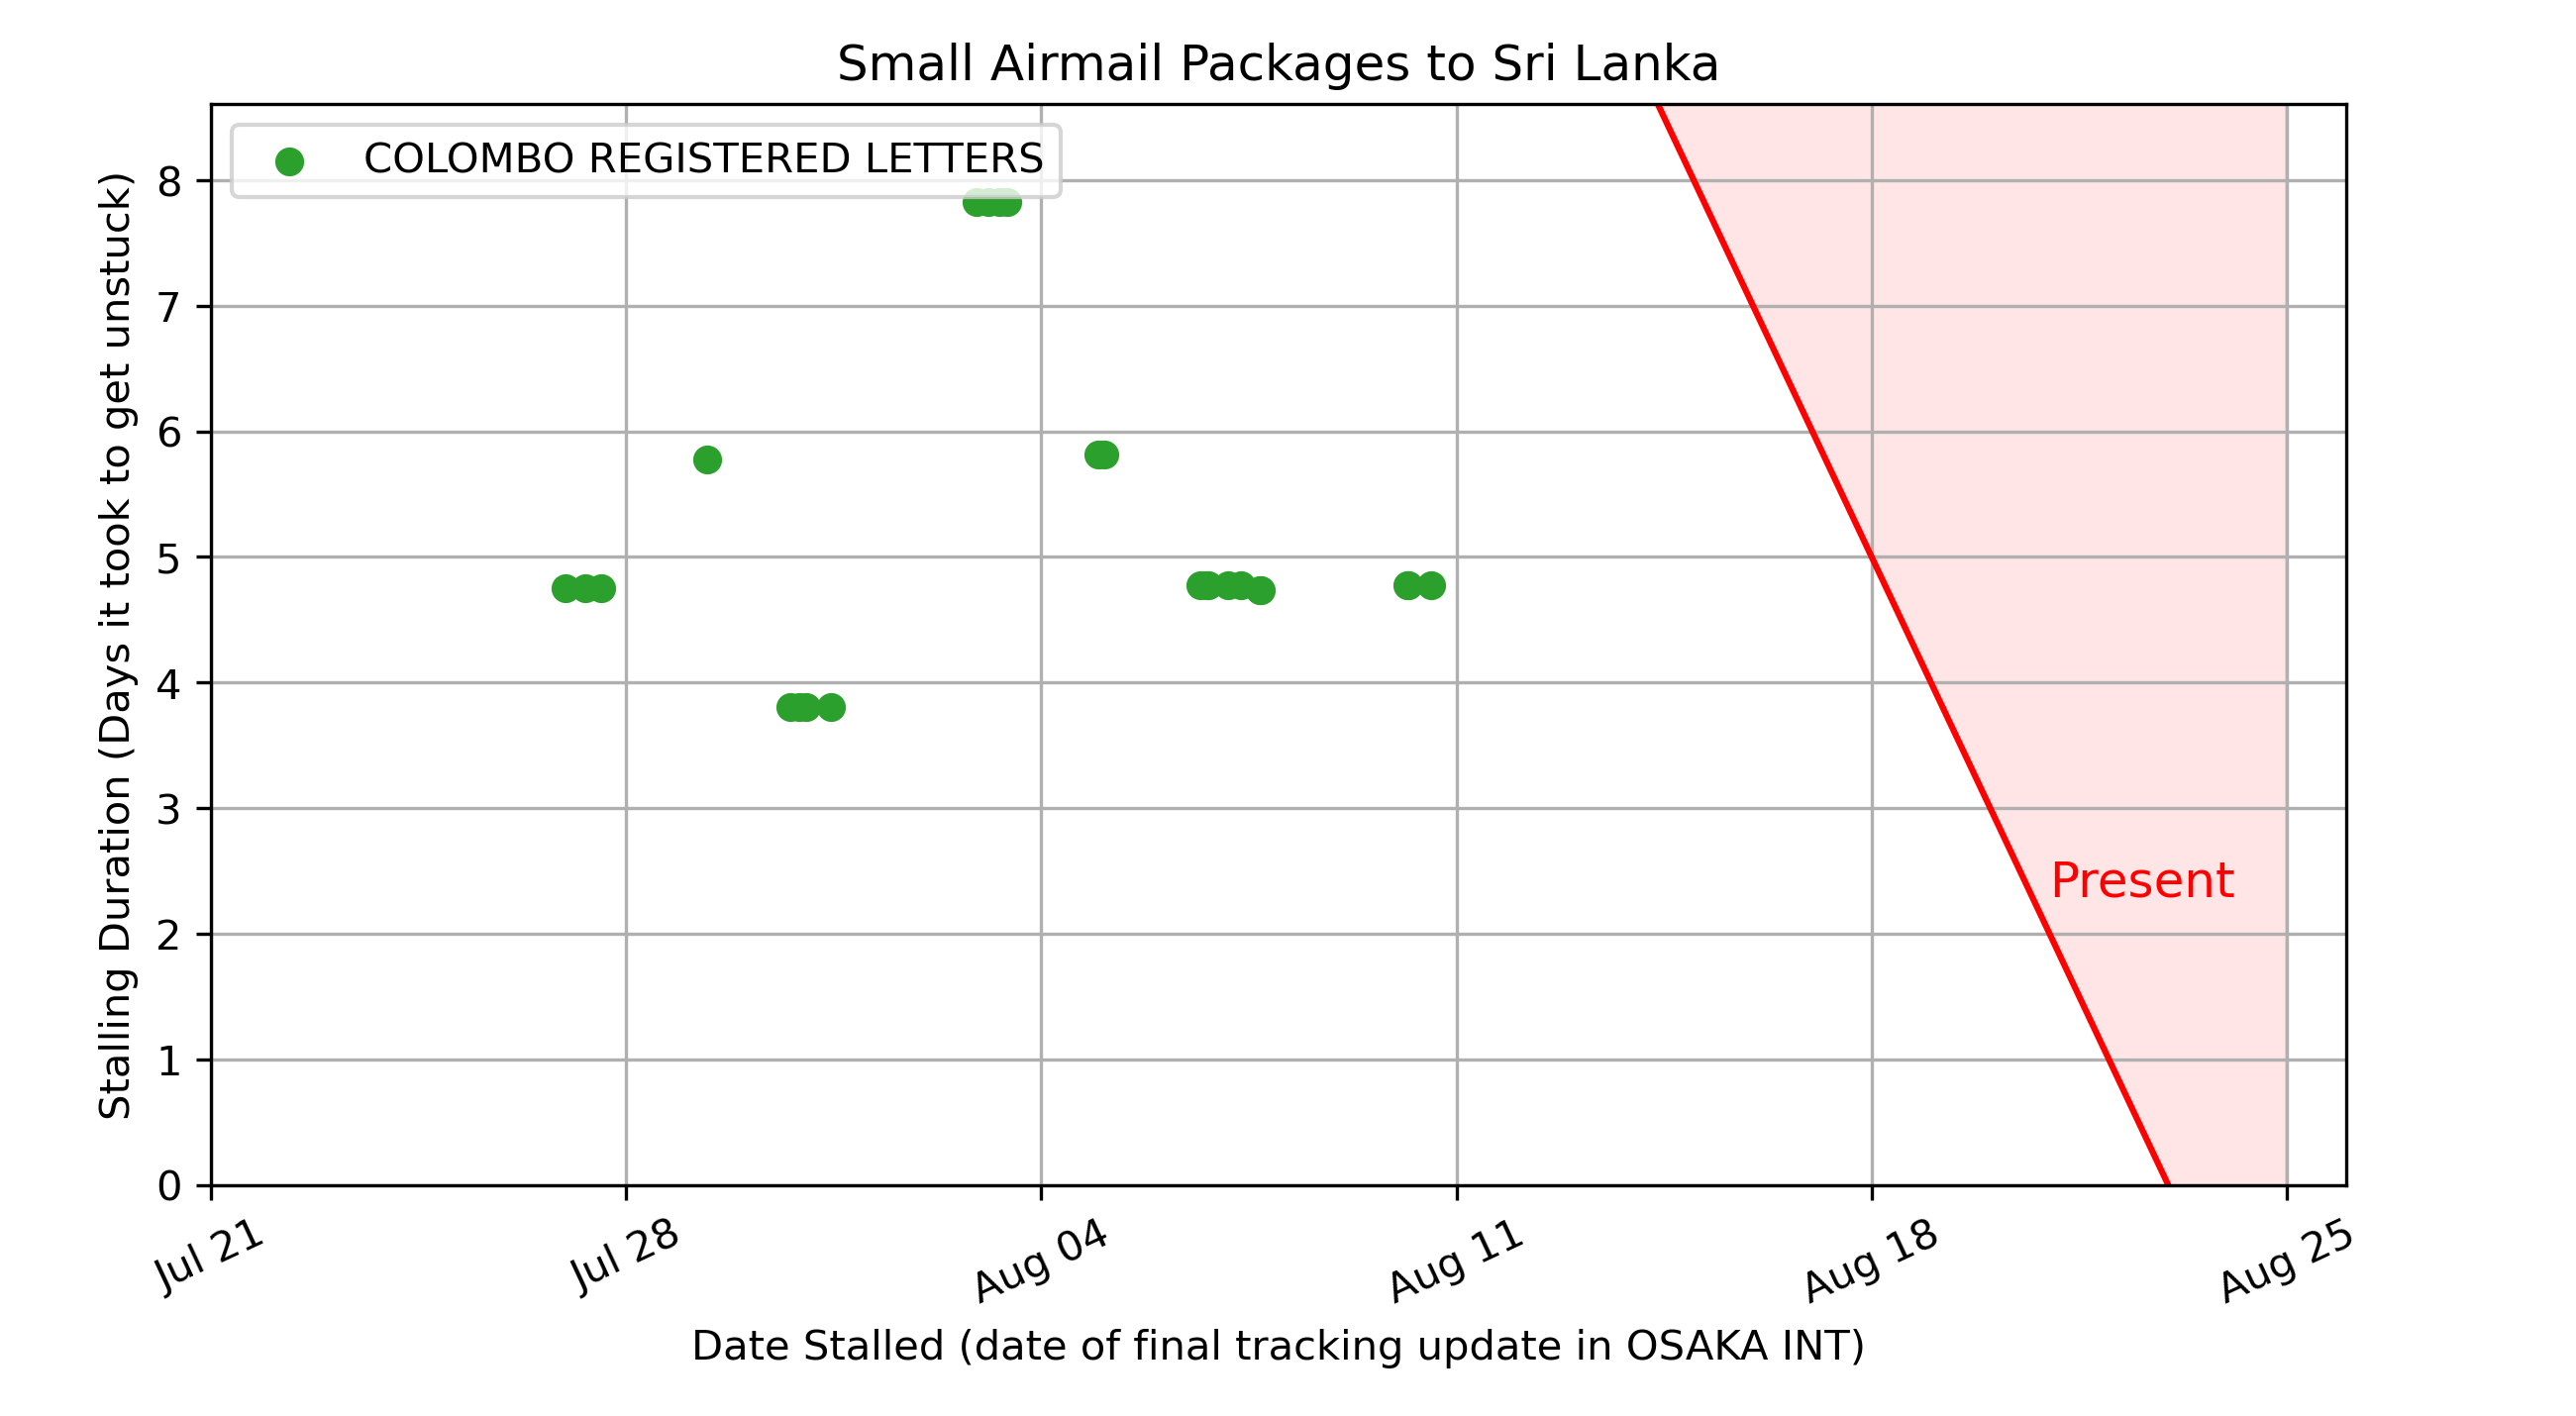 Small Airmail Packages to Sri Lanka
COLOMBO REGISTERED LETTERS
Stalling Duration (Days it took to get unstuck)
8
7
6
5
4
3
2
1
0
Present
Jul 21
Jul 28
Aug 04
Aug 11
Aug 18
Aug 25
Date Stalled (date of final tracking update in OSAKA INT)